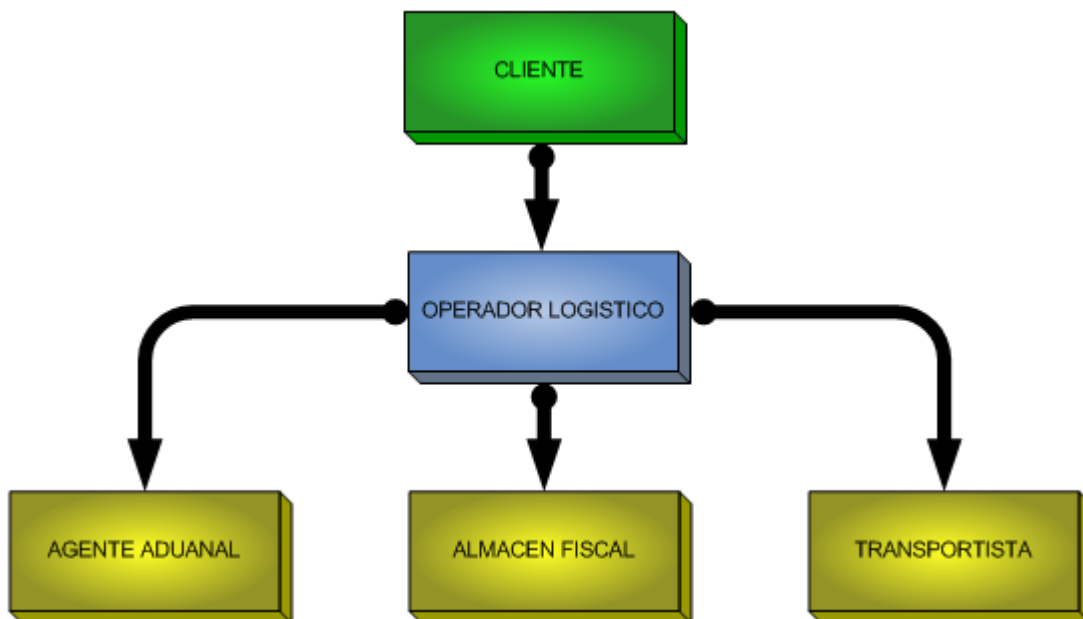 CLIENTE
OPERADOR LOGISTICO
AGENTE ADUANAL
ALMACEN FISCAL
TRANSPORTISTA